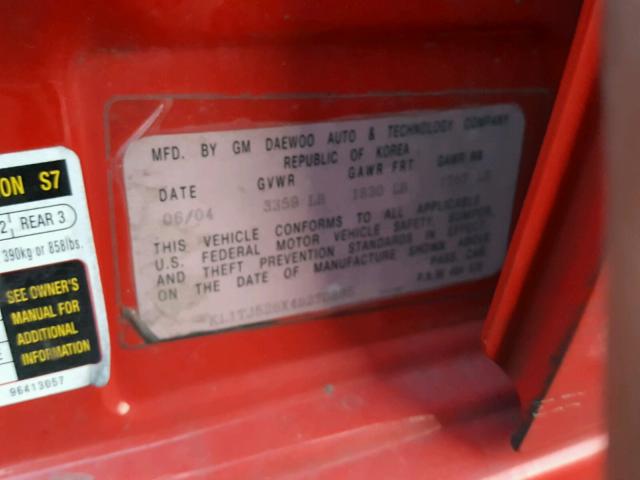 MFD. BY GM DAEWOO AUTO & TECHNOLOGY COMPANY
REPUBLIC OF KOREA
DATE GVWR GAWR FRT GAWR RR
06/04 3359 LB 1830 LB LB
THIS VEHICLE CONFORMS TO ALL APPLICABLE
U.S. FEDERAL MOTOR VEHICLE SAFETY, BUMPER,
AND THEFT PREVENTION STANDARDS IN EFFECT
ON THE DATE OF MANUFACTURE SHOWN ABOVE
PASS. CAR
ON S7
2 REAR 3
390kg or 858lbs.
SEE OWNER'S
MANUAL FOR
ADDITIONAL
INFORMATION
96413057